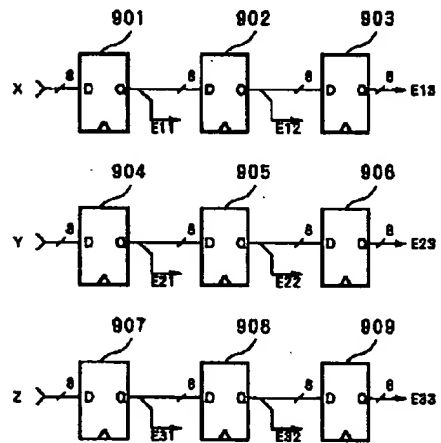 901 902 903
X 8 D Q 8 D Q 8 D Q 8 E13
E11 E12
904 905 906
Y 8 D Q 8 D Q 8 D Q 8 E23
E21 E22
907 908 909
Z 8 D Q 8 D Q 8 D Q 8 E33
E31 E32